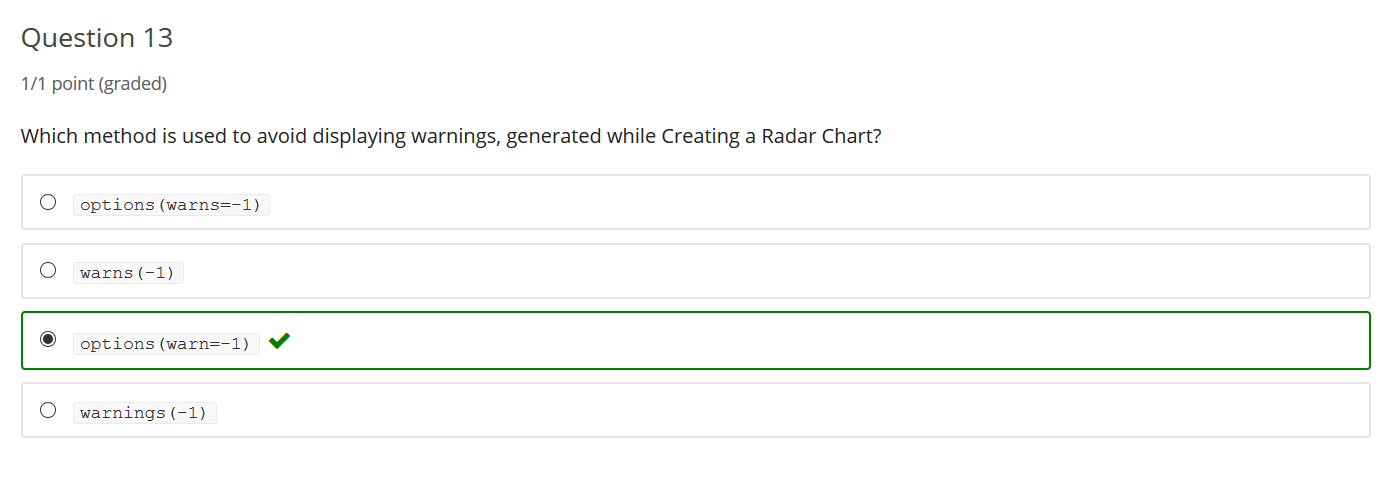 Question 13
1/1 point (graded)
Which method is used to avoid displaying warnings, generated while Creating a Radar Chart?
options(warns=-1)
warns(-1)
options(warn=-1)
warnings(-1)